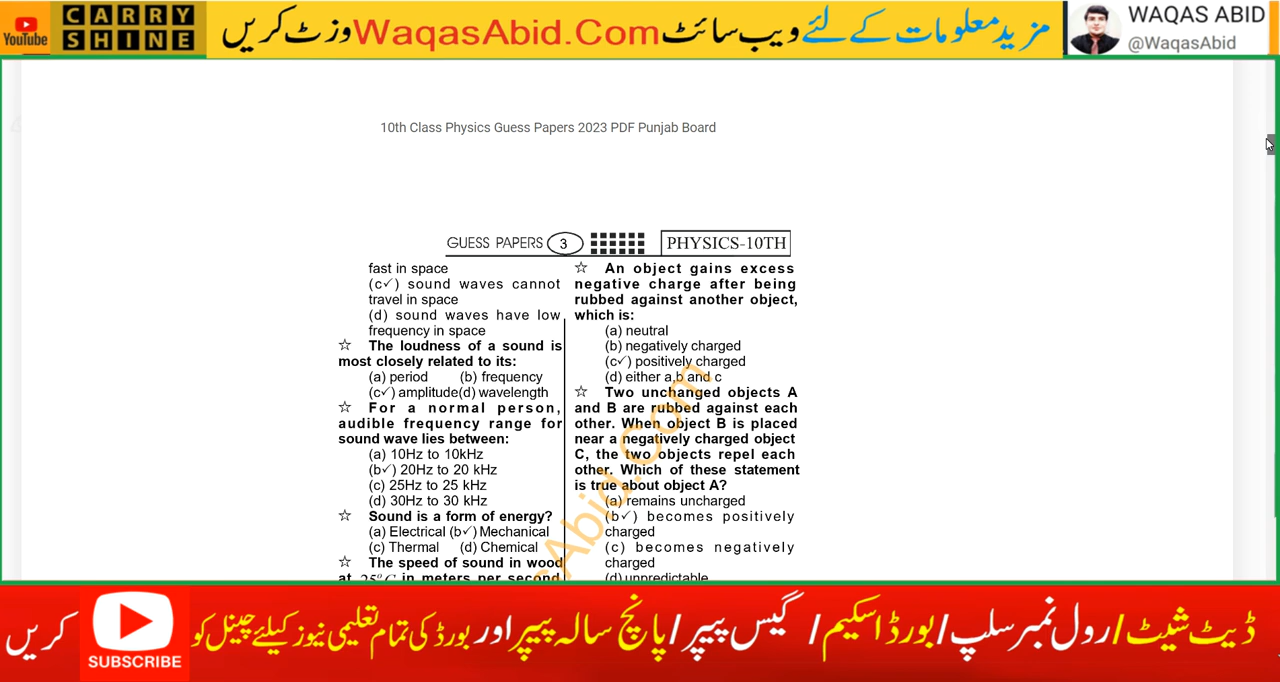 YouTube
CARRY
SHINE
مزید معلومات کے لئے ویب سائٹ WaqasAbid.Com وزٹ کریں
WAQAS ABID
@WaqasAbid
10th Class Physics Guess Papers 2023 PDF Punjab Board
GUESS PAPERS 3 PHYSICS-10TH
fast in space
(c✓) sound waves cannot
travel in space
(d) sound waves have low
frequency in space
☆ The loudness of a sound is
most closely related to its:
(a) period (b) frequency
(c✓) amplitude(d) wavelength
☆ For a normal person,
audible frequency range for
sound wave lies between:
(a) 10Hz to 10kHz
(b✓) 20Hz to 20 kHz
(c) 25Hz to 25 kHz
(d) 30Hz to 30 kHz
☆ Sound is a form of energy?
(a) Electrical (b✓) Mechanical
(c) Thermal (d) Chemical
☆ The speed of sound in wood
at 25°C in meters per second
☆ An object gains excess
negative charge after being
rubbed against another object,
which is:
(a) neutral
(b) negatively charged
(c✓) positively charged
(d) either a,b and c
☆ Two unchanged objects A
and B are rubbed against each
other. When object B is placed
near a negatively charged object
C, the two objects repel each
other. Which of these statement
is true about object A?
(a) remains uncharged
(b✓) becomes positively
charged
(c) becomes negatively
charged
(d) unpredictable
sAbid.Com
ڈیٹ شیٹ/رول نمبر سلپ/بورڈ اسکیم/گیس پیپر/پانچ سالہ پیپر اور بورڈ کی تمام تعلیمی نیوز کیلئے چینل کو SUBSCRIBE کریں